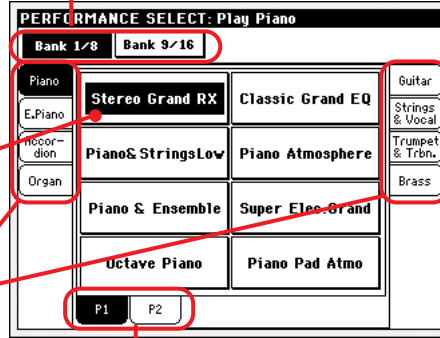 PERFORMANCE SELECT: Play Piano
Bank 1/8 Bank 9/16
Piano
E.Piano
Accor-
dion
Organ
Stereo Grand RX Classic Grand EQ
Piano&StringsLow Piano Atmosphere
Piano & Ensemble Super Elec.Grand
Octave Piano Piano Pad Atmo
Guitar
Strings
& Vocal
Trumpet
& Trbn.
Brass
P1 P2